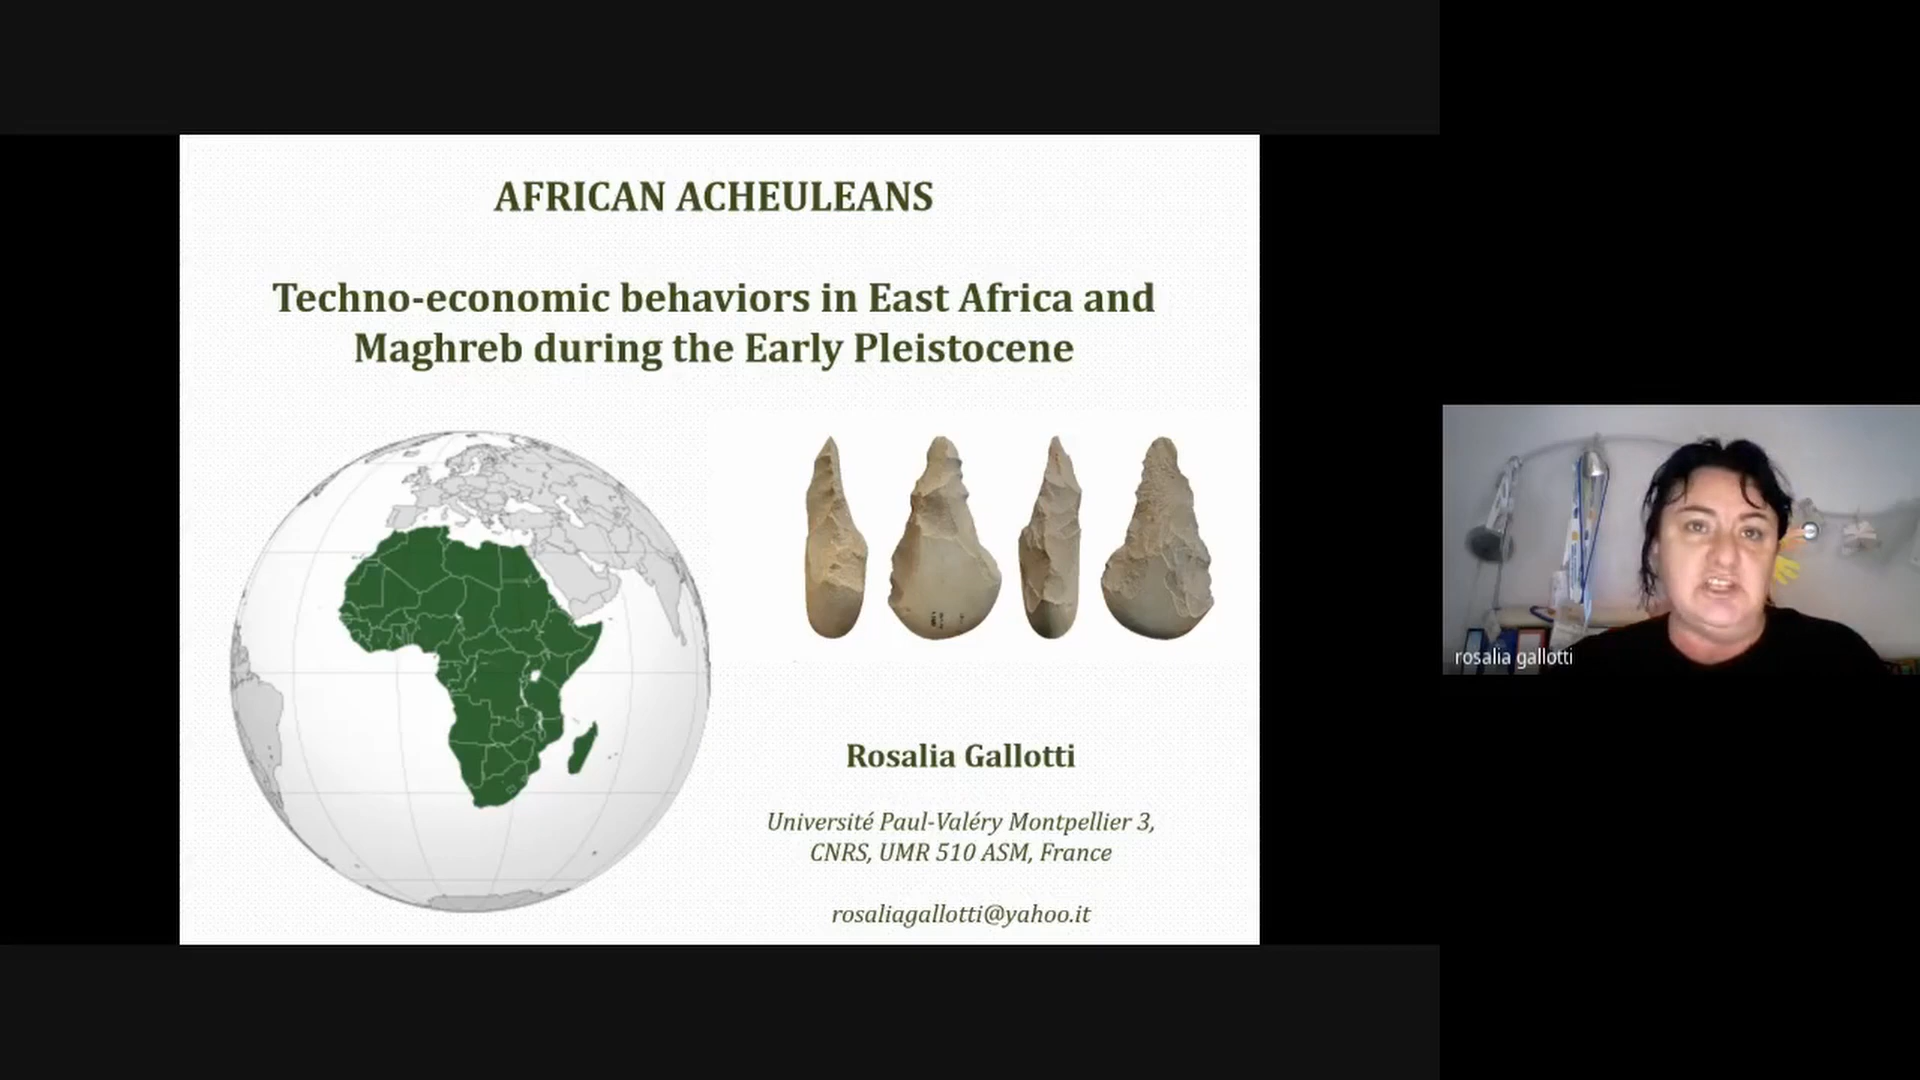 AFRICAN ACHEULEANS
Techno-economic behaviors in East Africa and
Maghreb during the Early Pleistocene
Rosalia Gallotti
Université Paul-Valéry Montpellier 3,
CNRS, UMR 510 ASM, France
rosaliagallotti@yahoo.it
rosalia gallotti